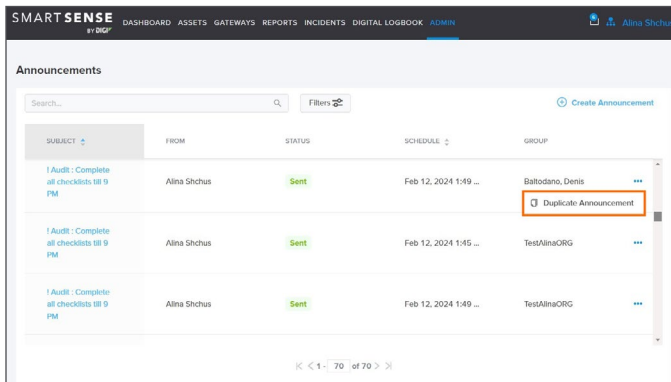 SMARTSENSE DASHBOARD ASSETS GATEWAYS REPORTS INCIDENTS DIGITAL LOGBOOK ADMIN 6 Alina Shchus
BY DIGI
Announcements
Search... Filters Create Announcement
SUBJECT FROM STATUS SCHEDULE GROUP
! Audit : Complete
all checklists till 9
PM
Alina Shchus Sent Feb 12, 2024 1:49 ... Baltodano, Denis
Duplicate Announcement
! Audit : Complete
all checklists till 9
PM
Alina Shchus Sent Feb 12, 2024 1:45 ... TestAlinaORG
! Audit : Complete
all checklists till 9
PM
Alina Shchus Sent Feb 12, 2024 1:49 ... TestAlinaORG
1 - 70 of 70